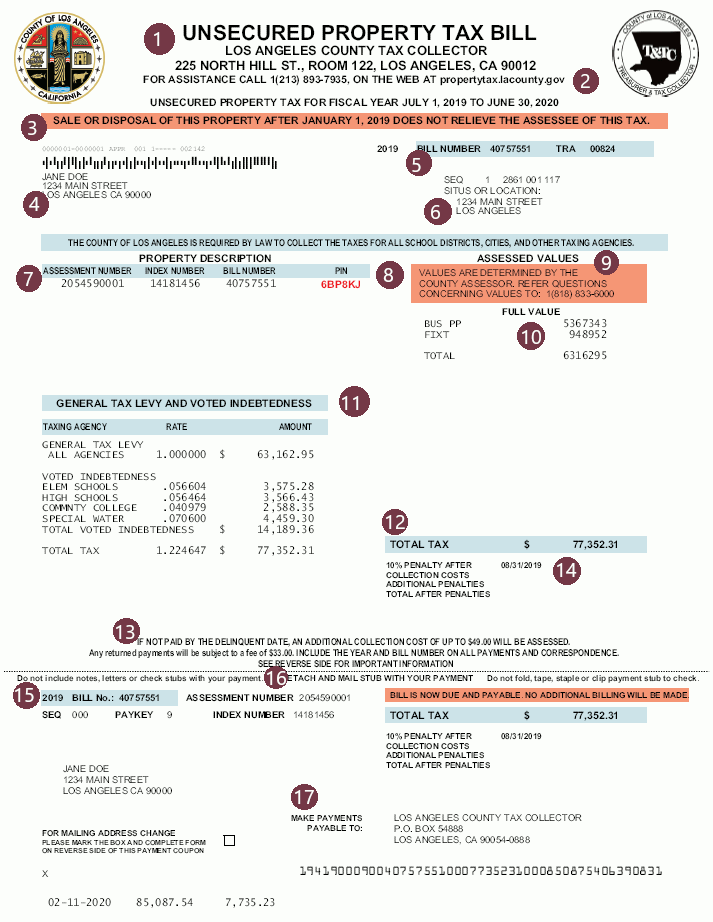 COUNTY OF LOS ANGELES
CALIFORNIA
1
UNSECURED PROPERTY TAX BILL
LOS ANGELES COUNTY TAX COLLECTOR
225 NORTH HILL ST., ROOM 122, LOS ANGELES, CA 90012
FOR ASSISTANCE CALL 1(213) 893-7935, ON THE WEB AT propertytax.lacounty.gov
2
COUNTY OF LOS ANGELES
T&TC
TREASURER & TAX COLLECTOR
UNSECURED PROPERTY TAX FOR FISCAL YEAR JULY 1, 2019 TO JUNE 30, 2020
3
SALE OR DISPOSAL OF THIS PROPERTY AFTER JANUARY 1, 2019 DOES NOT RELIEVE THE ASSESSEE OF THIS TAX.
2019 BILL NUMBER 40757551 TRA 00824
5
JANE DOE
1234 MAIN STREET
LOS ANGELES CA 90000
4
SEQ 1 2861 001 117
SITUS OR LOCATION:
1234 MAIN STREET
LOS ANGELES
6
THE COUNTY OF LOS ANGELES IS REQUIRED BY LAW TO COLLECT THE TAXES FOR ALL SCHOOL DISTRICTS, CITIES, AND OTHER TAXING AGENCIES.
PROPERTY DESCRIPTION
7
ASSESSMENT NUMBER INDEX NUMBER BILL NUMBER PIN
2054590001 14181456 40757551 6BP8KJ
8
ASSESSED VALUES
9
VALUES ARE DETERMINED BY THE
COUNTY ASSESSOR. REFER QUESTIONS
CONCERNING VALUES TO: 1(818) 833-6000
FULL VALUE
BUS PP 5367343
FIXT 948952
10
TOTAL 6316295
GENERAL TAX LEVY AND VOTED INDEBTEDNESS
11
TAXING AGENCY RATE AMOUNT
GENERAL TAX LEVY
ALL AGENCIES 1.000000 $ 63,162.95
VOTED INDEBTEDNESS
ELEM SCHOOLS .056604 3,575.28
HIGH SCHOOLS .056464 3,566.43
COMMNTY COLLEGE .040979 2,588.35
SPECIAL WATER .070600 4,459.30
TOTAL VOTED INDEBTEDNESS $ 14,189.36
TOTAL TAX 1.224647 $ 77,352.31
12
TOTAL TAX $ 77,352.31
10% PENALTY AFTER 08/31/2019
COLLECTION COSTS
ADDITIONAL PENALTIES
TOTAL AFTER PENALTIES
14
13
IF NOT PAID BY THE DELINQUENT DATE, AN ADDITIONAL COLLECTION COST OF UP TO $49.00 WILL BE ASSESSED.
Any returned payments will be subject to a fee of $33.00. INCLUDE THE YEAR AND BILL NUMBER ON ALL PAYMENTS AND CORRESPONDENCE.
SEE REVERSE SIDE FOR IMPORTANT INFORMATION
Do not include notes, letters or check stubs with your payment. 16 ETACH AND MAIL STUB WITH YOUR PAYMENT Do not fold, tape, staple or clip payment stub to check.
15
2019 BILL No.: 40757551 ASSESSMENT NUMBER 2054590001
SEQ 000 PAYKEY 9 INDEX NUMBER 14181456
BILL IS NOW DUE AND PAYABLE. NO ADDITIONAL BILLING WILL BE MADE
TOTAL TAX $ 77,352.31
10% PENALTY AFTER 08/31/2019
COLLECTION COSTS
ADDITIONAL PENALTIES
TOTAL AFTER PENALTIES
JANE DOE
1234 MAIN STREET
LOS ANGELES CA 90000
17
MAKE PAYMENTS
PAYABLE TO:
LOS ANGELES COUNTY TAX COLLECTOR
P.O. BOX 54888
LOS ANGELES, CA 90054-0888
FOR MAILING ADDRESS CHANGE
PLEASE MARK THE BOX AND COMPLETE FORM
ON REVERSE SIDE OF THIS PAYMENT COUPON
X
19419000900407575510007735231000850875406390831
02-11-2020 85,087.54 7,735.23